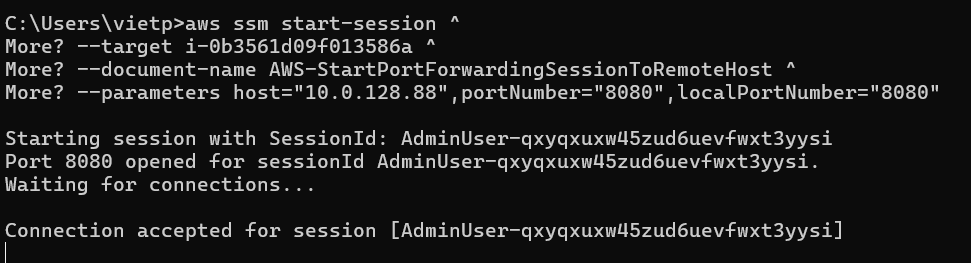 C:\Users\vietp>aws ssm start-session ^
More? --target i-0b3561d09f013586a ^
More? --document-name AWS-StartPortForwardingSessionToRemoteHost ^
More? --parameters host="10.0.128.88",portNumber="8080",localPortNumber="8080"
Starting session with SessionId: AdminUser-qxyqxuxw45zud6uevfwxt3yysi
Port 8080 opened for sessionId AdminUser-qxyqxuxw45zud6uevfwxt3yysi.
Waiting for connections...
Connection accepted for session [AdminUser-qxyqxuxw45zud6uevfwxt3yysi]